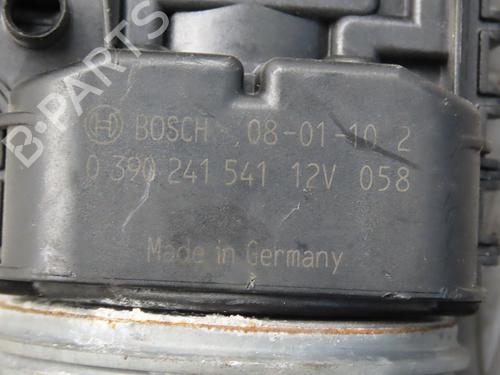 B-PARTS
BOSCH 08-01-10 2
0 390 241 541 12V 058
Made in Germany